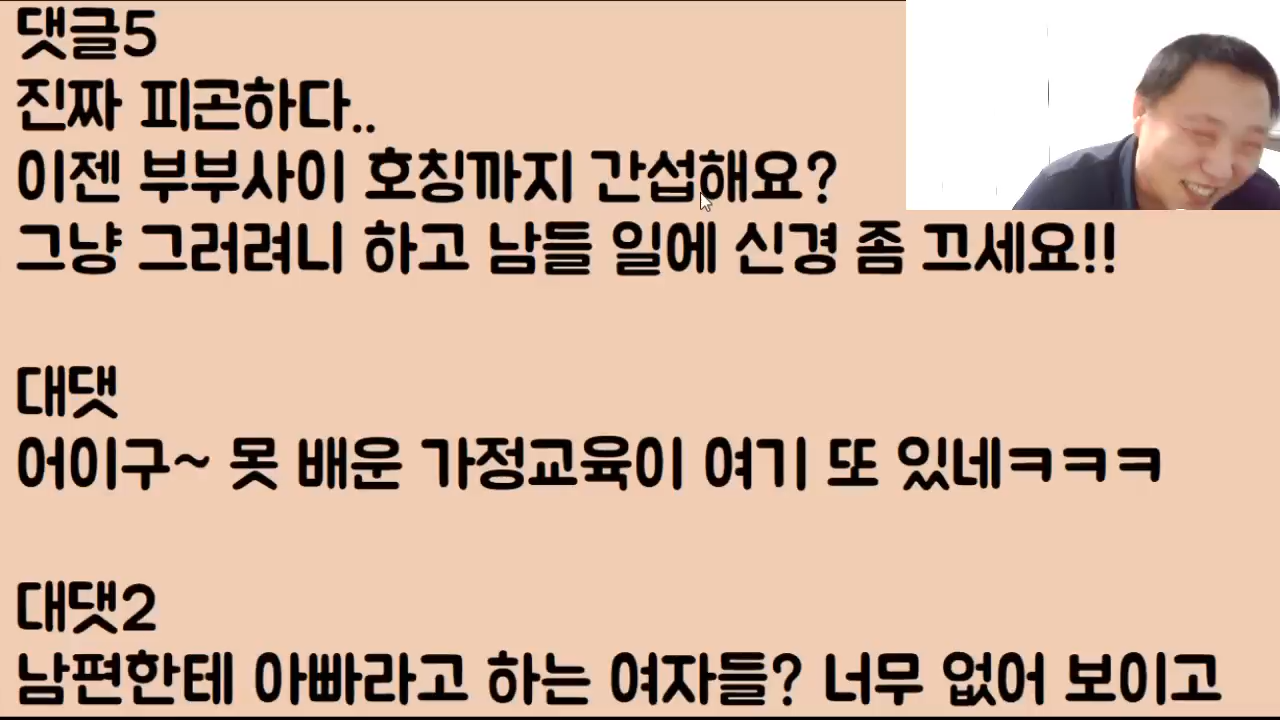 댓글5
진짜 피곤하다..
이젠 부부사이 호칭까지 간섭해요?
그냥 그러려니 하고 남들 일에 신경 좀 끄세요!!
대댓
어이구~ 못 배운 가정교육이 여기 또 있네ㅋㅋㅋ
대댓2
남편한테 아빠라고 하는 여자들? 너무 없어 보이고